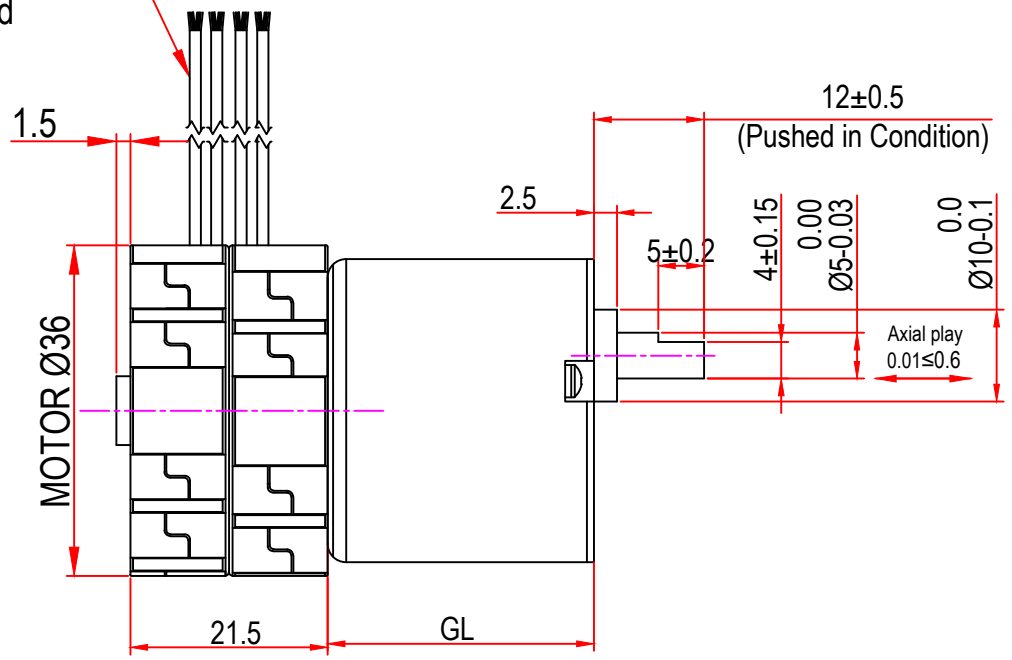 d
1.5
12±0.5
(Pushed in Condition)
2.5
5±0.2
4±0.15
0.00
Ø5-0.03
0.0
Ø10-0.1
Axial play
0.01≤0.6
MOTOR Ø36
21.5
GL